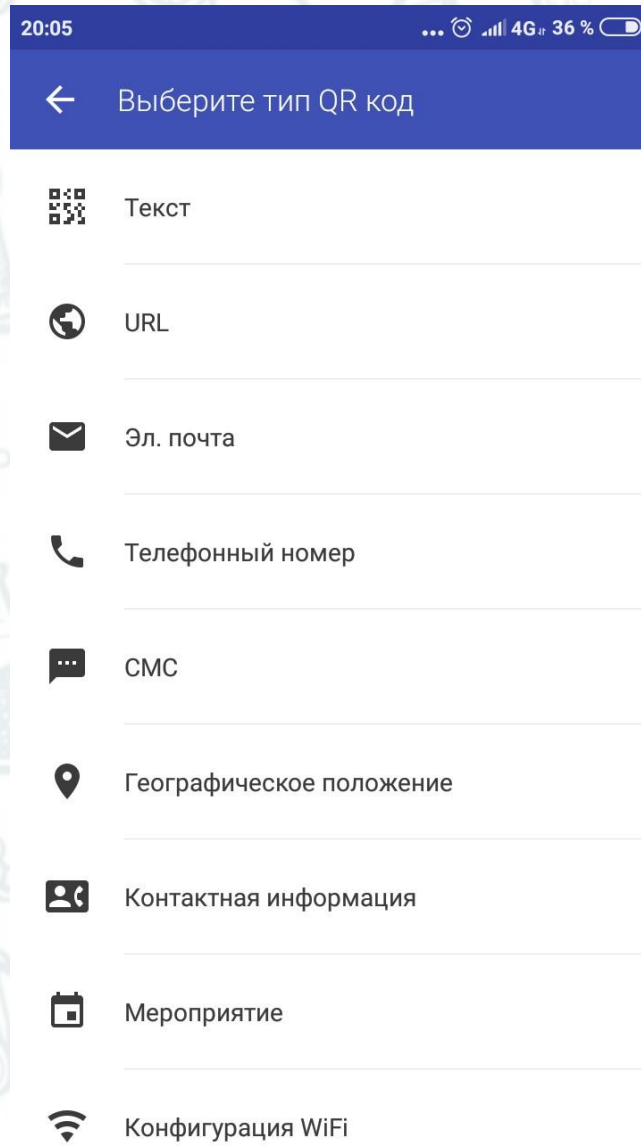 20:05 ... 4G 36 %
Выберите тип QR код
Текст
URL
Эл. почта
Телефонный номер
СМС
Географическое положение
Контактная информация
Мероприятие
Конфигурация WiFi